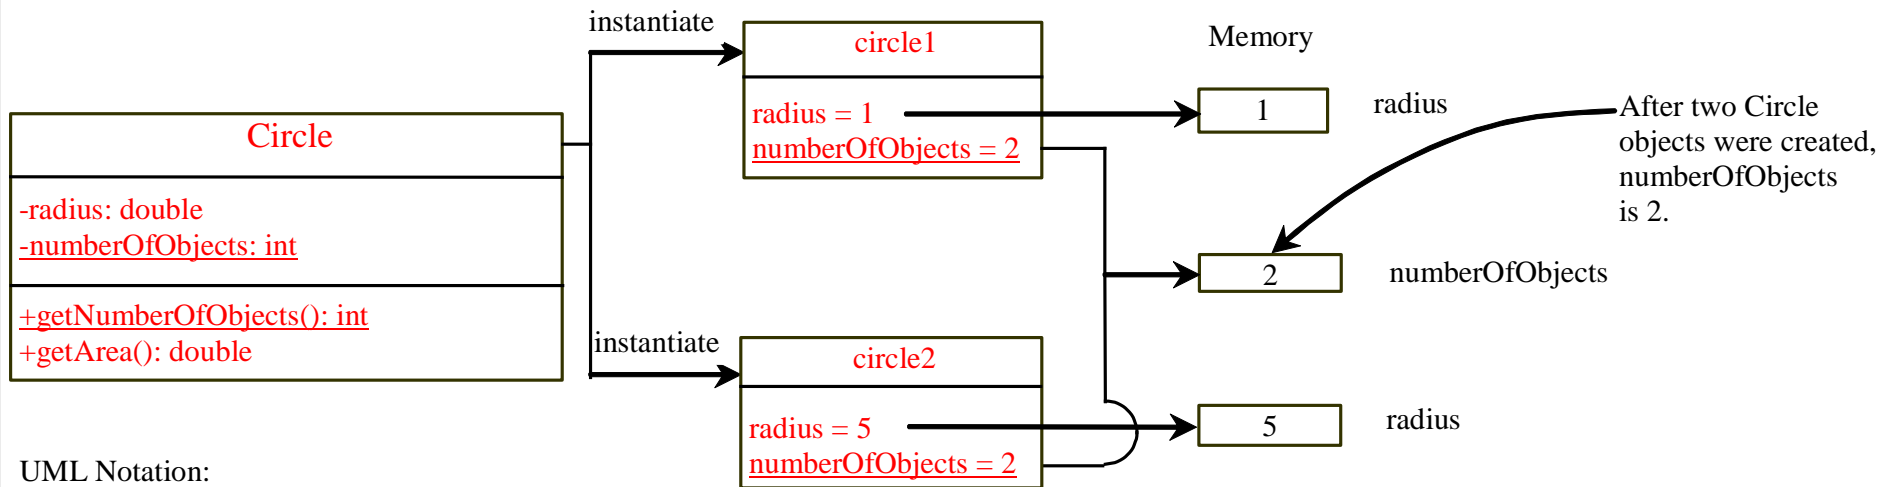 instantiate
circle1
Memory
radius = 1
numberOfObjects = 2
1
radius
After two Circle
objects were created,
numberOfObjects
is 2.
Circle
-radius: double
-numberOfObjects: int
+getNumberOfObjects(): int
+getArea(): double
2
numberOfObjects
instantiate
circle2
radius = 5
numberOfObjects = 2
5
radius
UML Notation: